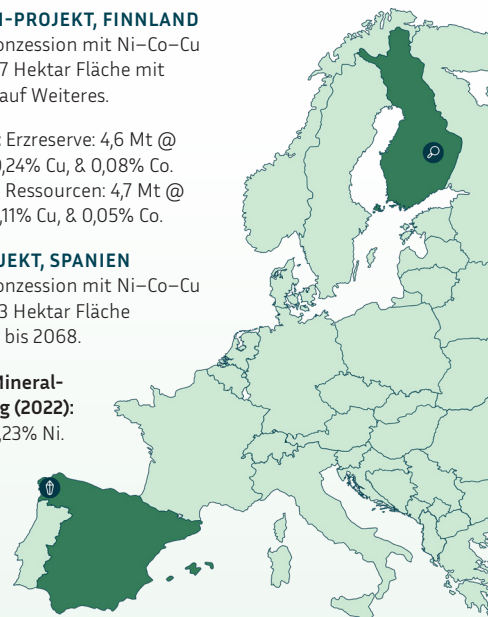 I-PROJEKT, FINNLAND
onzession mit Ni–Co–Cu
7 Hektar Fläche mit
auf Weiteres.
: Erzreserve: 4,6 Mt @
,24% Cu, & 0,08% Co.
Ressourcen: 4,7 Mt @
,11% Cu, & 0,05% Co.
JEKT, SPANIEN
onzession mit Ni–Co–Cu
3 Hektar Fläche
bis 2068.
Mineral-
g (2022):
,23% Ni.